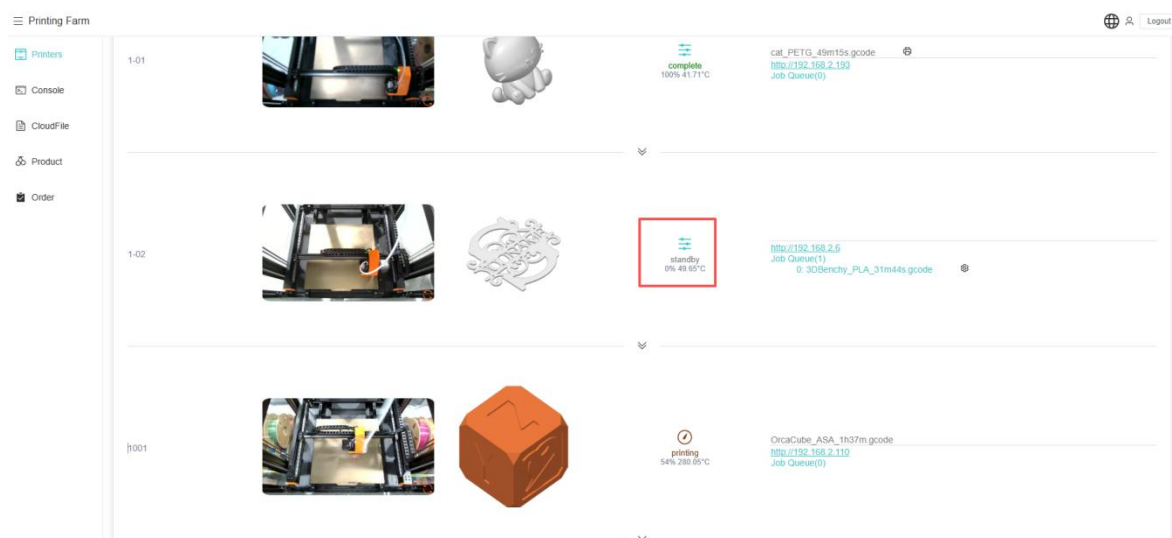 Printing Farm
Logout
Printers
Console
CloudFile
Product
Order
1-01
complete
100% 41.71°C
cat_PETG_49m15s.gcode
http://192.168.2.193
Job Queue(0)
1-02
standby
0% 49.65°C
http://192.168.2.6
Job Queue(1)
0: 3DBenchy_PLA_31m44s.gcode
1001
printing
54% 280.05°C
OrcaCube_ASA_1h37m.gcode
http://192.168.2.110
Job Queue(0)